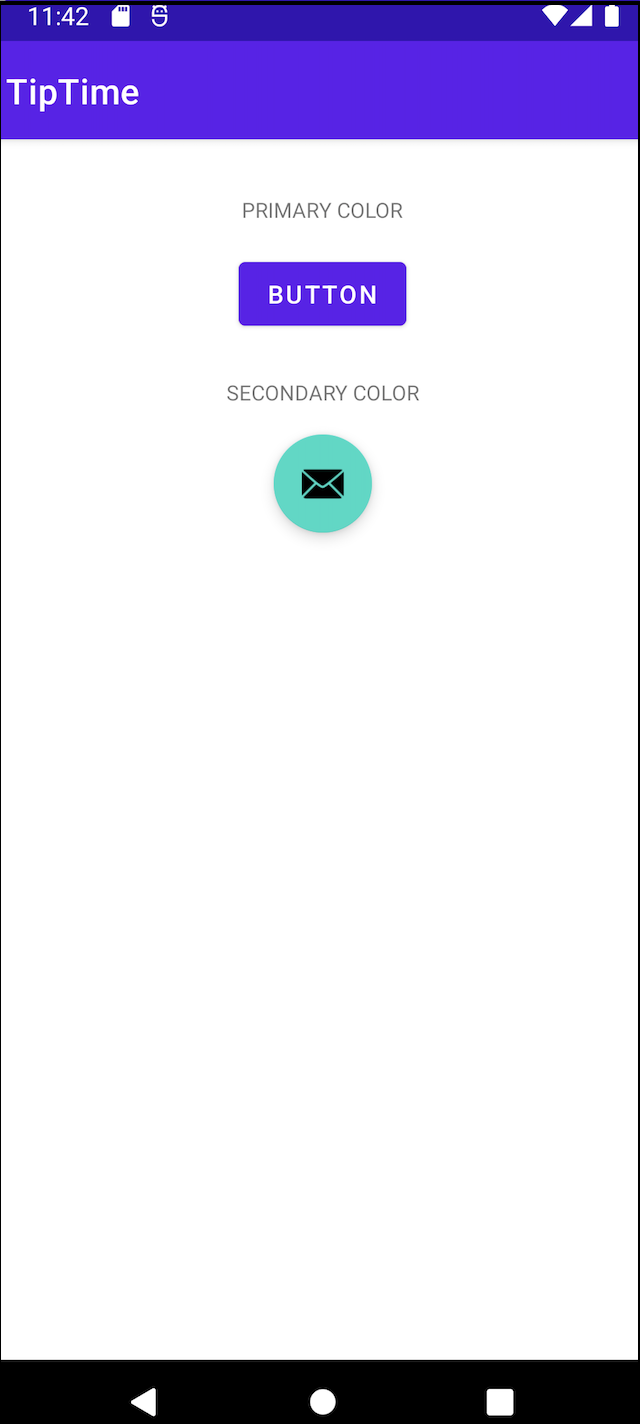 11:42
TipTime
PRIMARY COLOR
BUTTON
SECONDARY COLOR